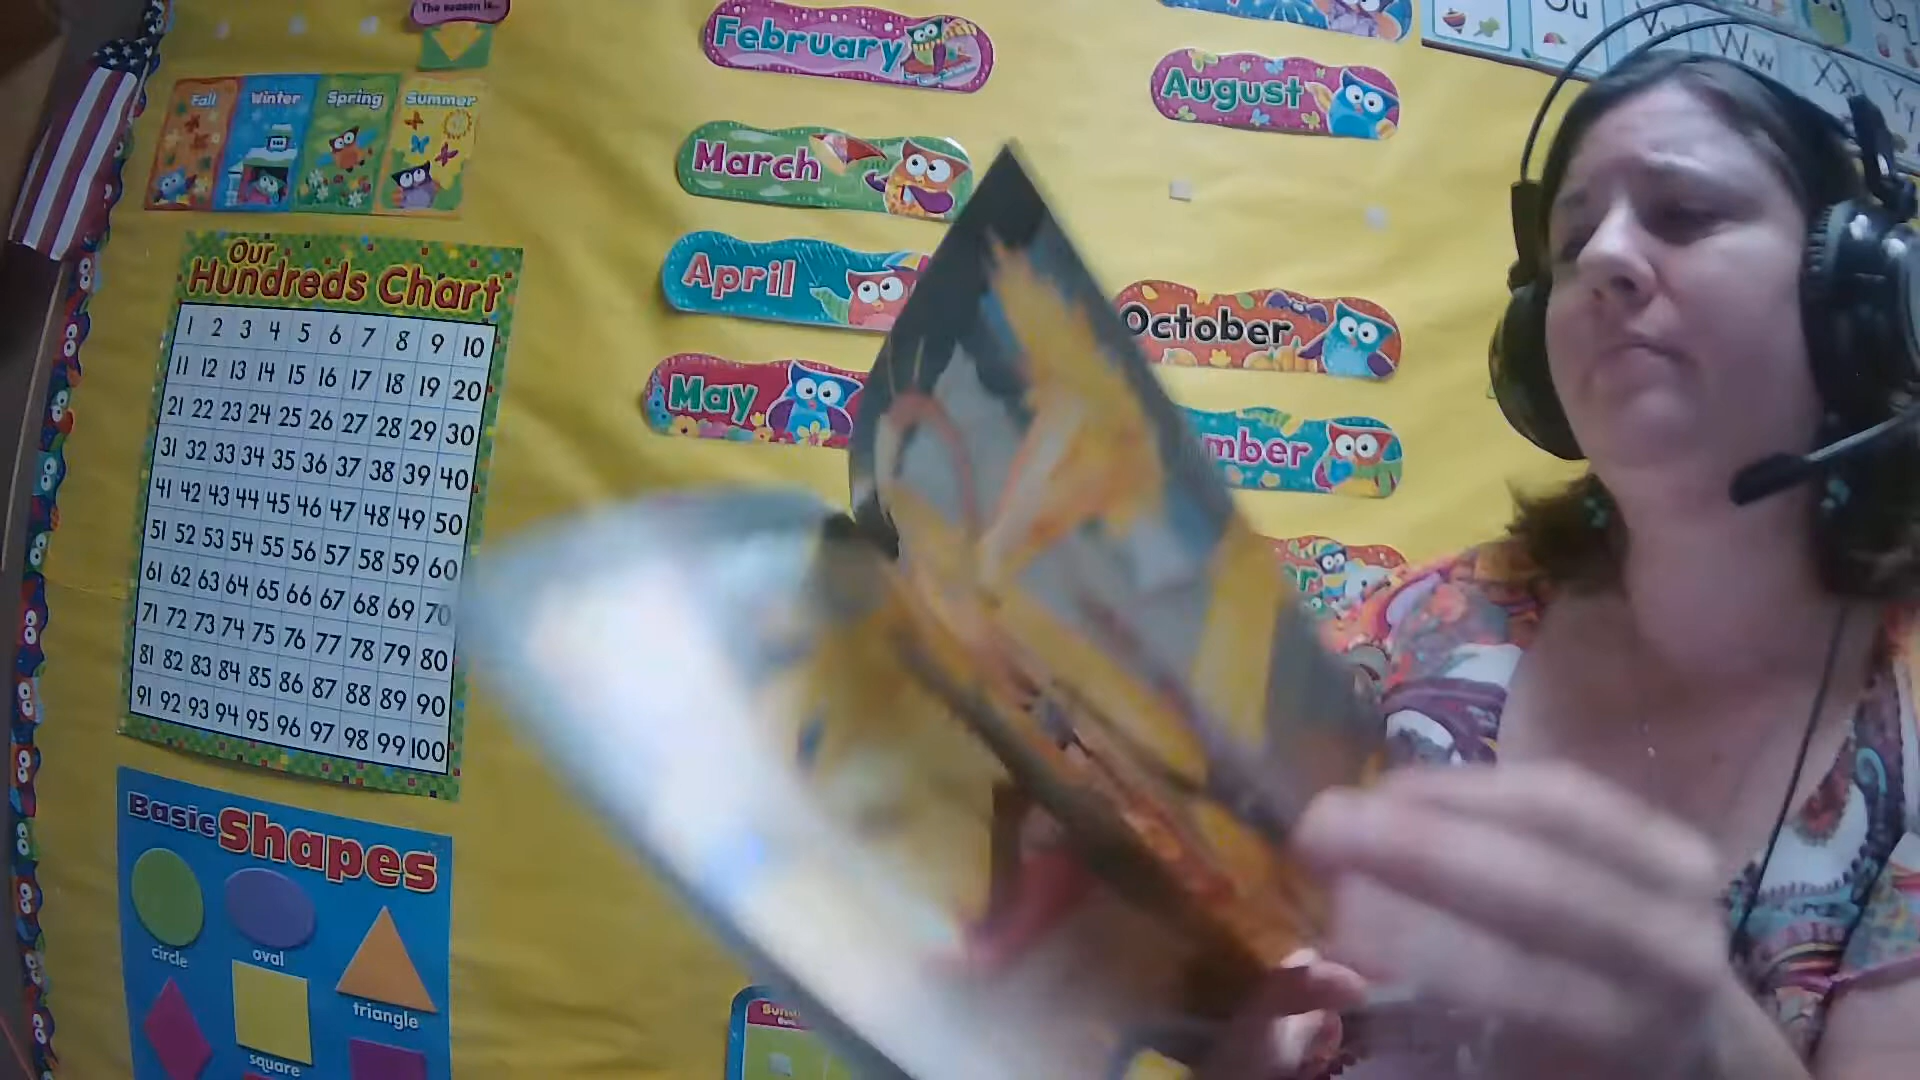 The season is...
Fall
Winter
Spring
Summer
Our
Hundreds Chart
1 2 3 4 5 6 7 8 9 10
11 12 13 14 15 16 17 18 19 20
21 22 23 24 25 26 27 28 29 30
31 32 33 34 35 36 37 38 39 40
41 42 43 44 45 46 47 48 49 50
51 52 53 54 55 56 57 58 59 60
61 62 63 64 65 66 67 68 69 70
71 72 73 74 75 76 77 78 79 80
81 82 83 84 85 86 87 88 89 90
91 92 93 94 95 96 97 98 99 100
Basic Shapes
circle
oval
triangle
square
February
March
April
May
August
October
mber
r
Uu
Vv
Ww
Xx
Yy